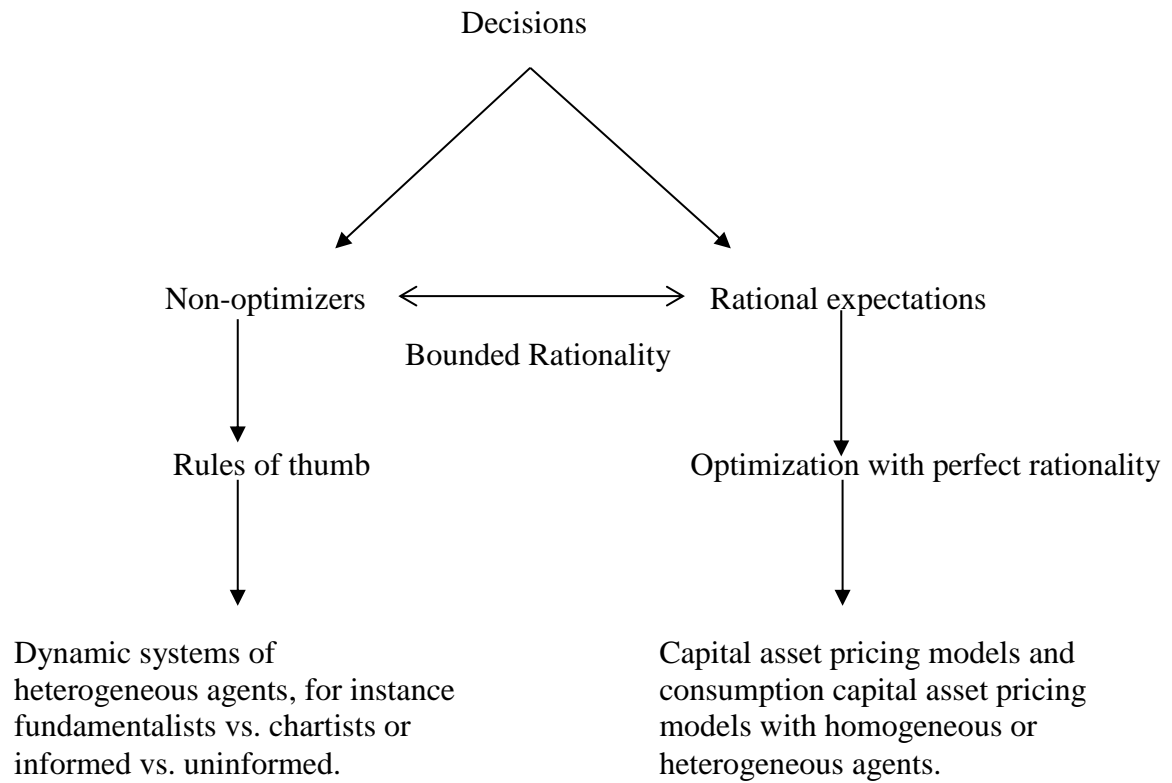 Decisions
Non-optimizers
Rational expectations
Bounded Rationality
Rules of thumb
Optimization with perfect rationality
Dynamic systems of
heterogeneous agents, for instance
fundamentalists vs. chartists or
informed vs. uninformed.
Capital asset pricing models and
consumption capital asset pricing
models with homogeneous or
heterogeneous agents.